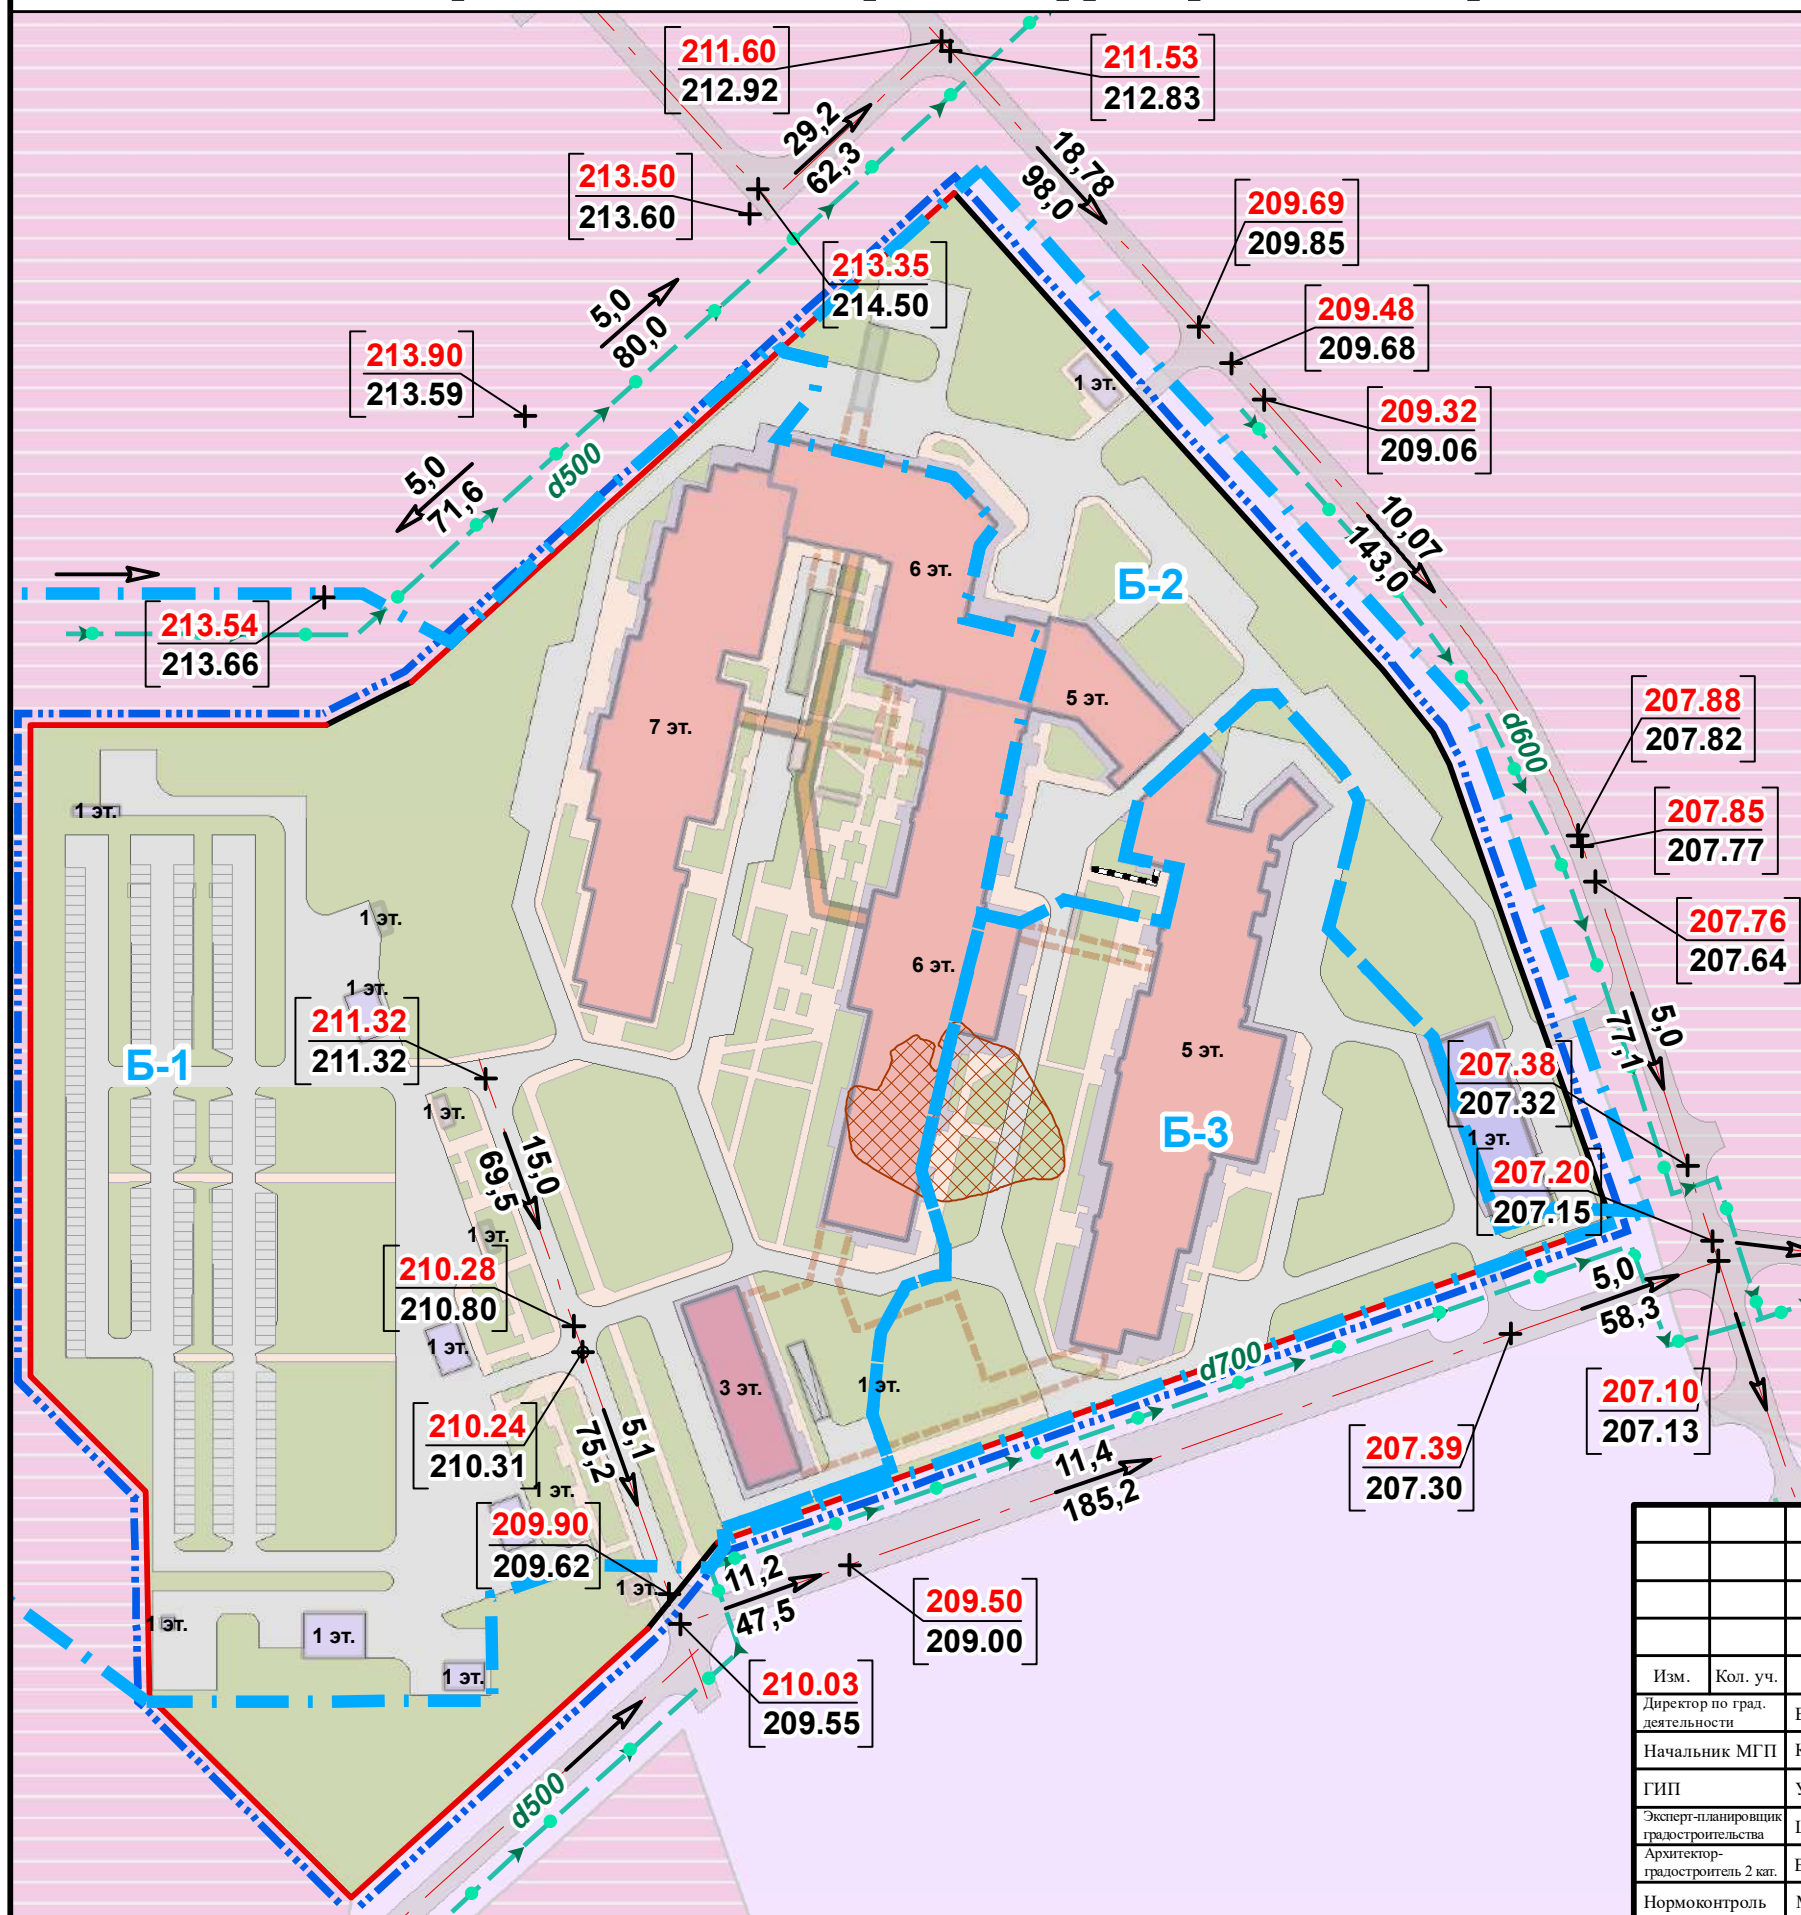 211.60
212.92
211.53
212.83
29,2
62,3
18,78
98,0
213.50
213.60
209.69
209.85
213.35
214.50
5,0
80,0
209.48
209.68
213.90
213.59
1 эт.
209.32
209.06
d500
5,0
71,6
10,07
143,0
6 эт.
Б-2
213.54
213.66
5 эт.
7 эт.
207.88
207.82
d600
1 эт.
207.85
207.77
1 эт.
207.76
207.64
6 эт.
1 эт.
211.32
211.32
5,0
77,1
Б-1
5 эт.
207.38
207.32
1 эт.
Б-3
1 эт.
15,0
69,5
207.20
207.15
1 эт.
210.28
210.80
5,0
58,3
1 эт.
d700
3 эт.
1 эт.
207.10
207.13
210.24
210.31
5,1
75,2
11,4
185,2
207.39
207.30
1 эт.
209.90
209.62
11,2
47,5
1 эт.
209.50
209.00
1 эт.
1 эт.
1 эт.
210.03
209.55
d500
Изм. Кол. уч.
Директор по град.
деятельности
Начальник МГП
ГИП
Эксперт-планировщик
градостроительства
Архитектор-
градостроитель 2 кат.
Нормоконтроль